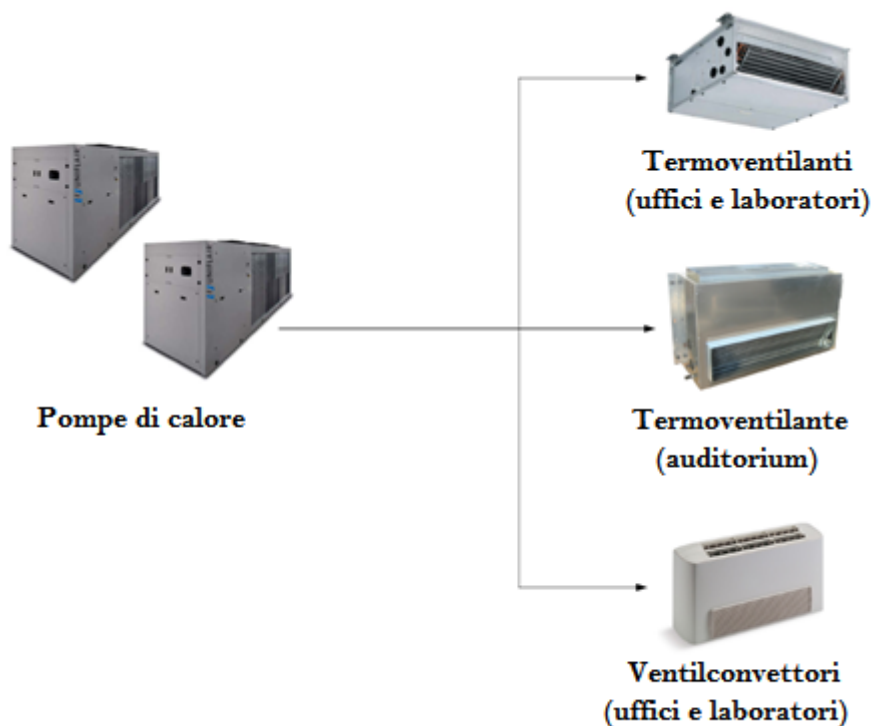 Termoventilanti
(uffici e laboratori)
Pompe di calore
Termoventilante
(auditorium)
Ventilconvettori
(uffici e laboratori)